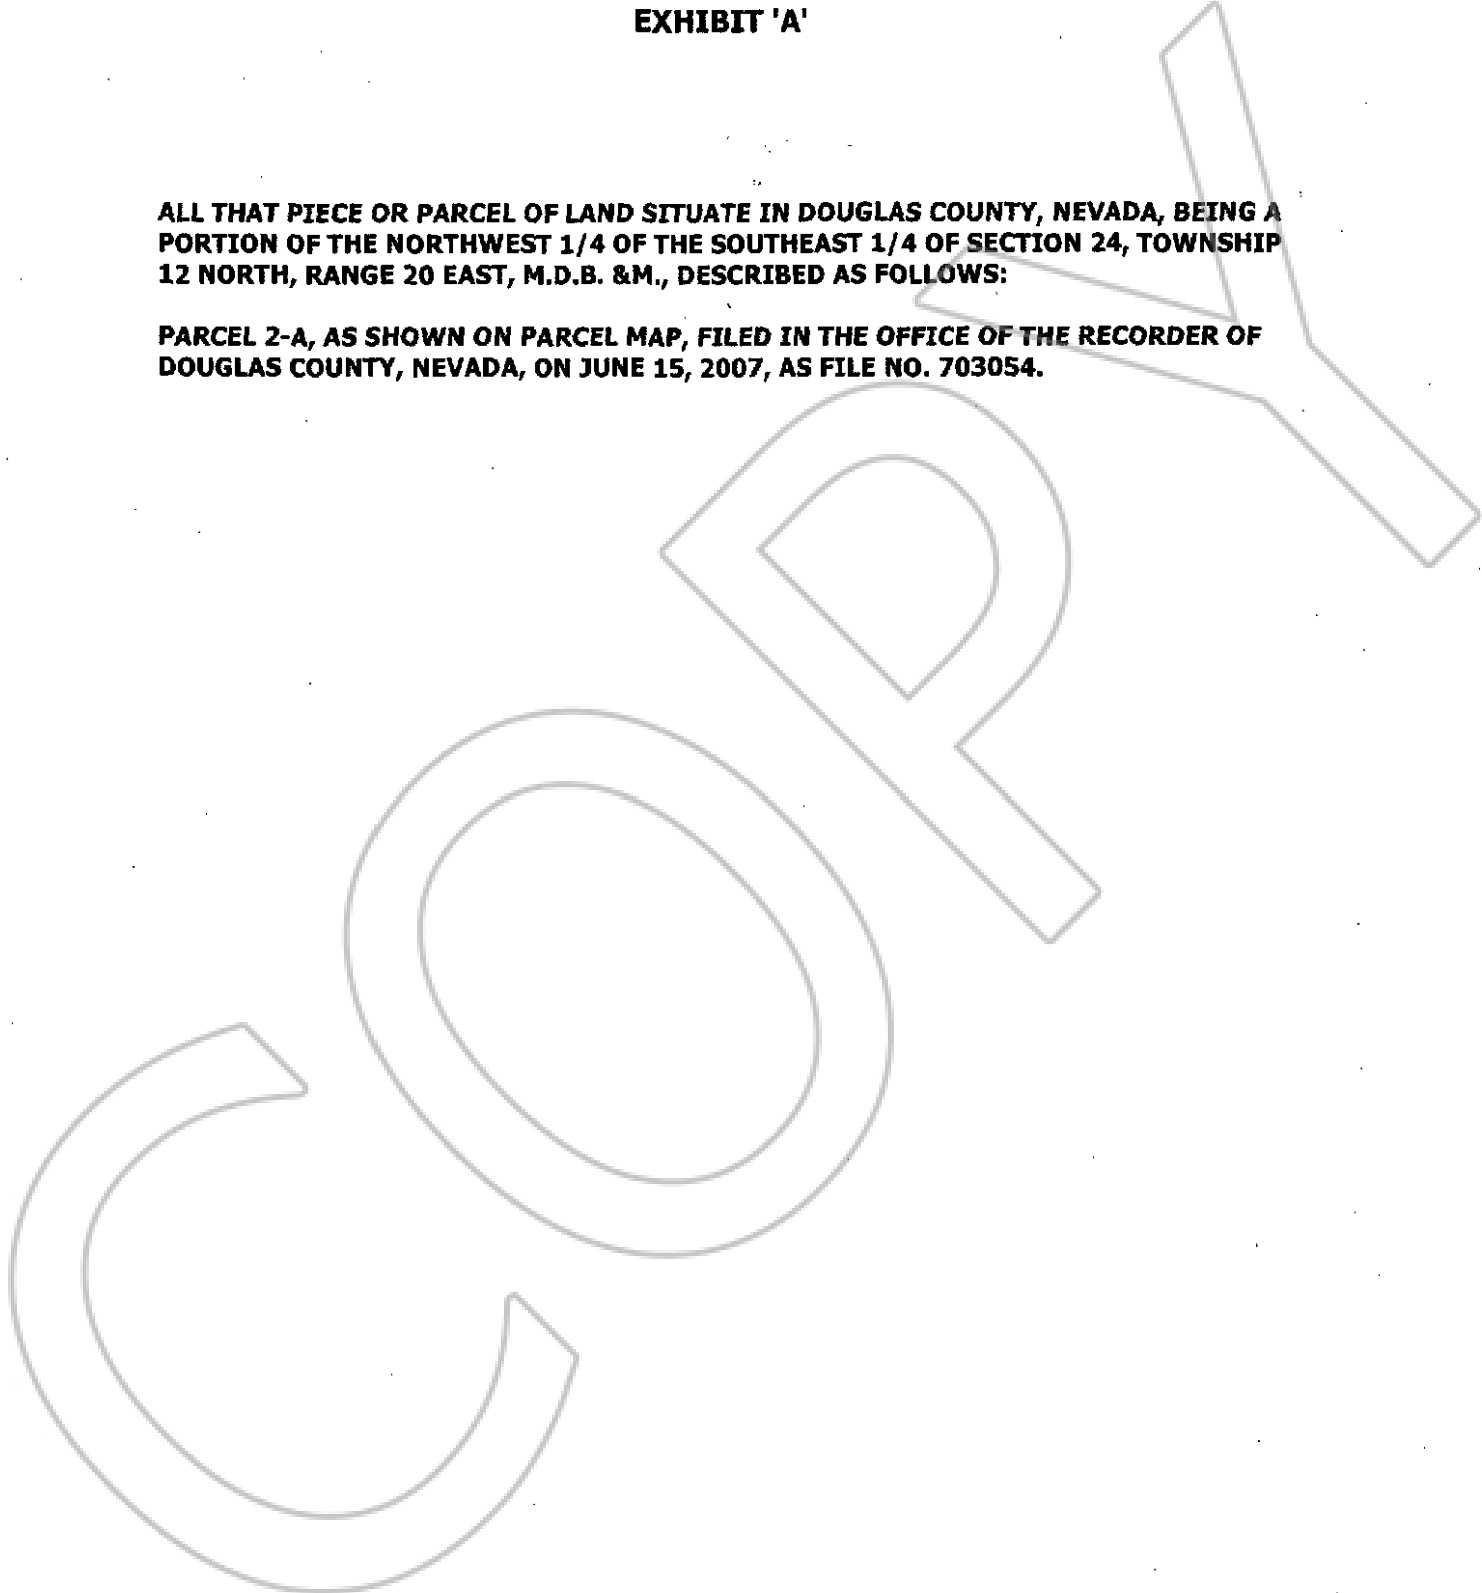 EXHIBIT 'A'
ALL THAT PIECE OR PARCEL OF LAND SITUATE IN DOUGLAS COUNTY, NEVADA, BEING A
PORTION OF THE NORTHWEST 1/4 OF THE SOUTHEAST 1/4 OF SECTION 24, TOWNSHIP
12 NORTH, RANGE 20 EAST, M.D.B. &M., DESCRIBED AS FOLLOWS:
PARCEL 2-A, AS SHOWN ON PARCEL MAP, FILED IN THE OFFICE OF THE RECORDER OF
DOUGLAS COUNTY, NEVADA, ON JUNE 15, 2007, AS FILE NO. 703054.
COPY